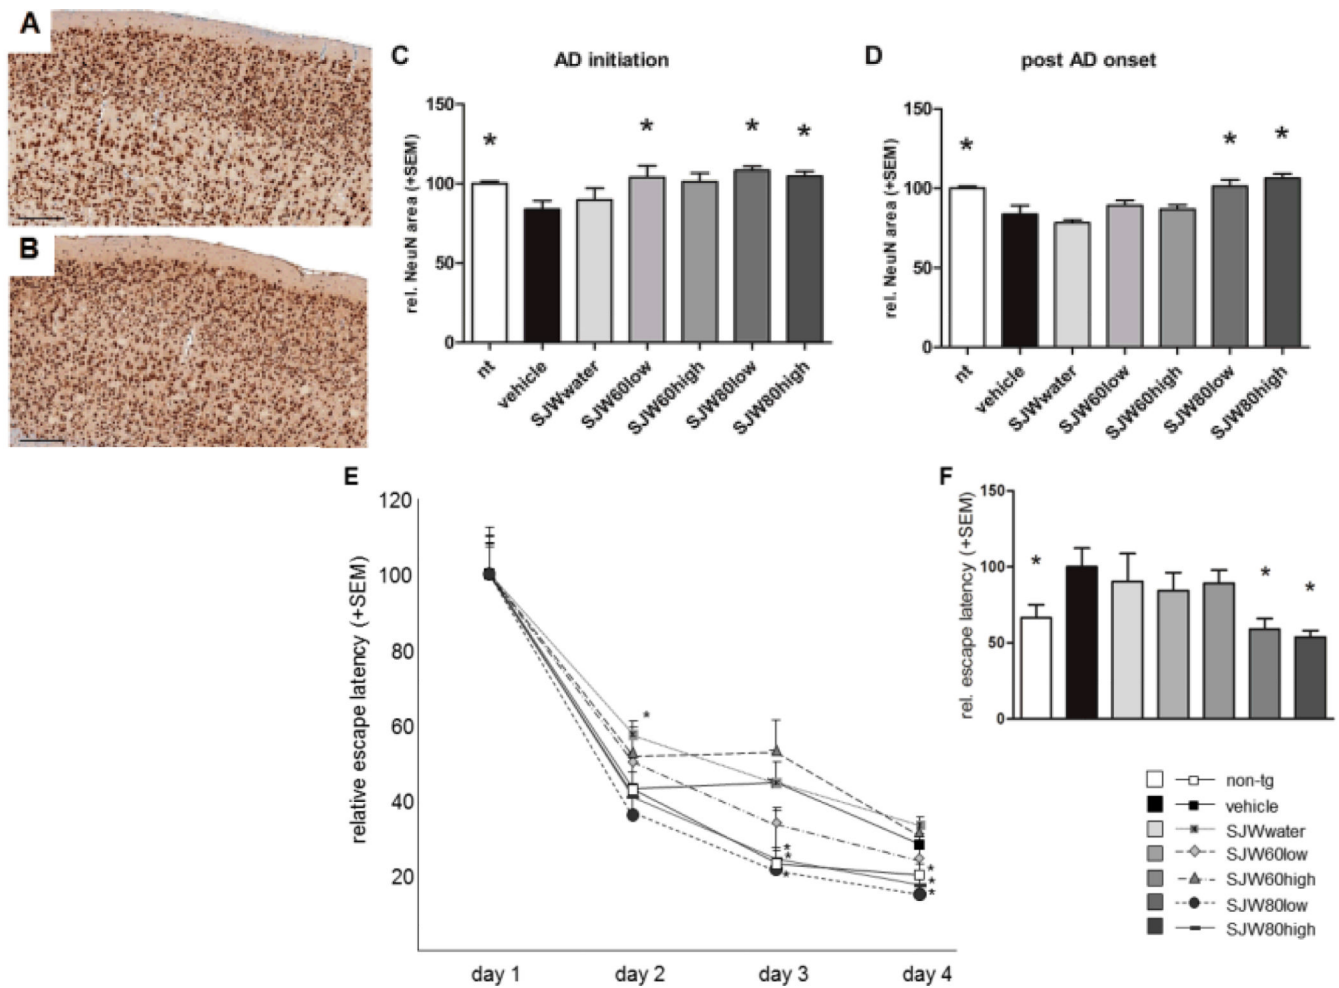 A
B
C
AD initiation
rel. NeuN area (+SEM)
150
100
50
0
*
*
*
*
nt
vehicle
SJWwater
SJW60low
SJW60high
SJW80low
SJW80high
D
post AD onset
rel. NeuN area (+SEM)
150
100
50
0
*
*
*
nt
vehicle
SJWwater
SJW60low
SJW60high
SJW80low
SJW80high
E
relative escape latency (+SEM)
120
100
80
60
40
20
*
*
*
*
*
*
*
day 1
day 2
day 3
day 4
F
rel. escape latency (+SEM)
150
100
50
0
*
*
*
non-tg
vehicle
SJWwater
SJW60low
SJW60high
SJW80low
SJW80high